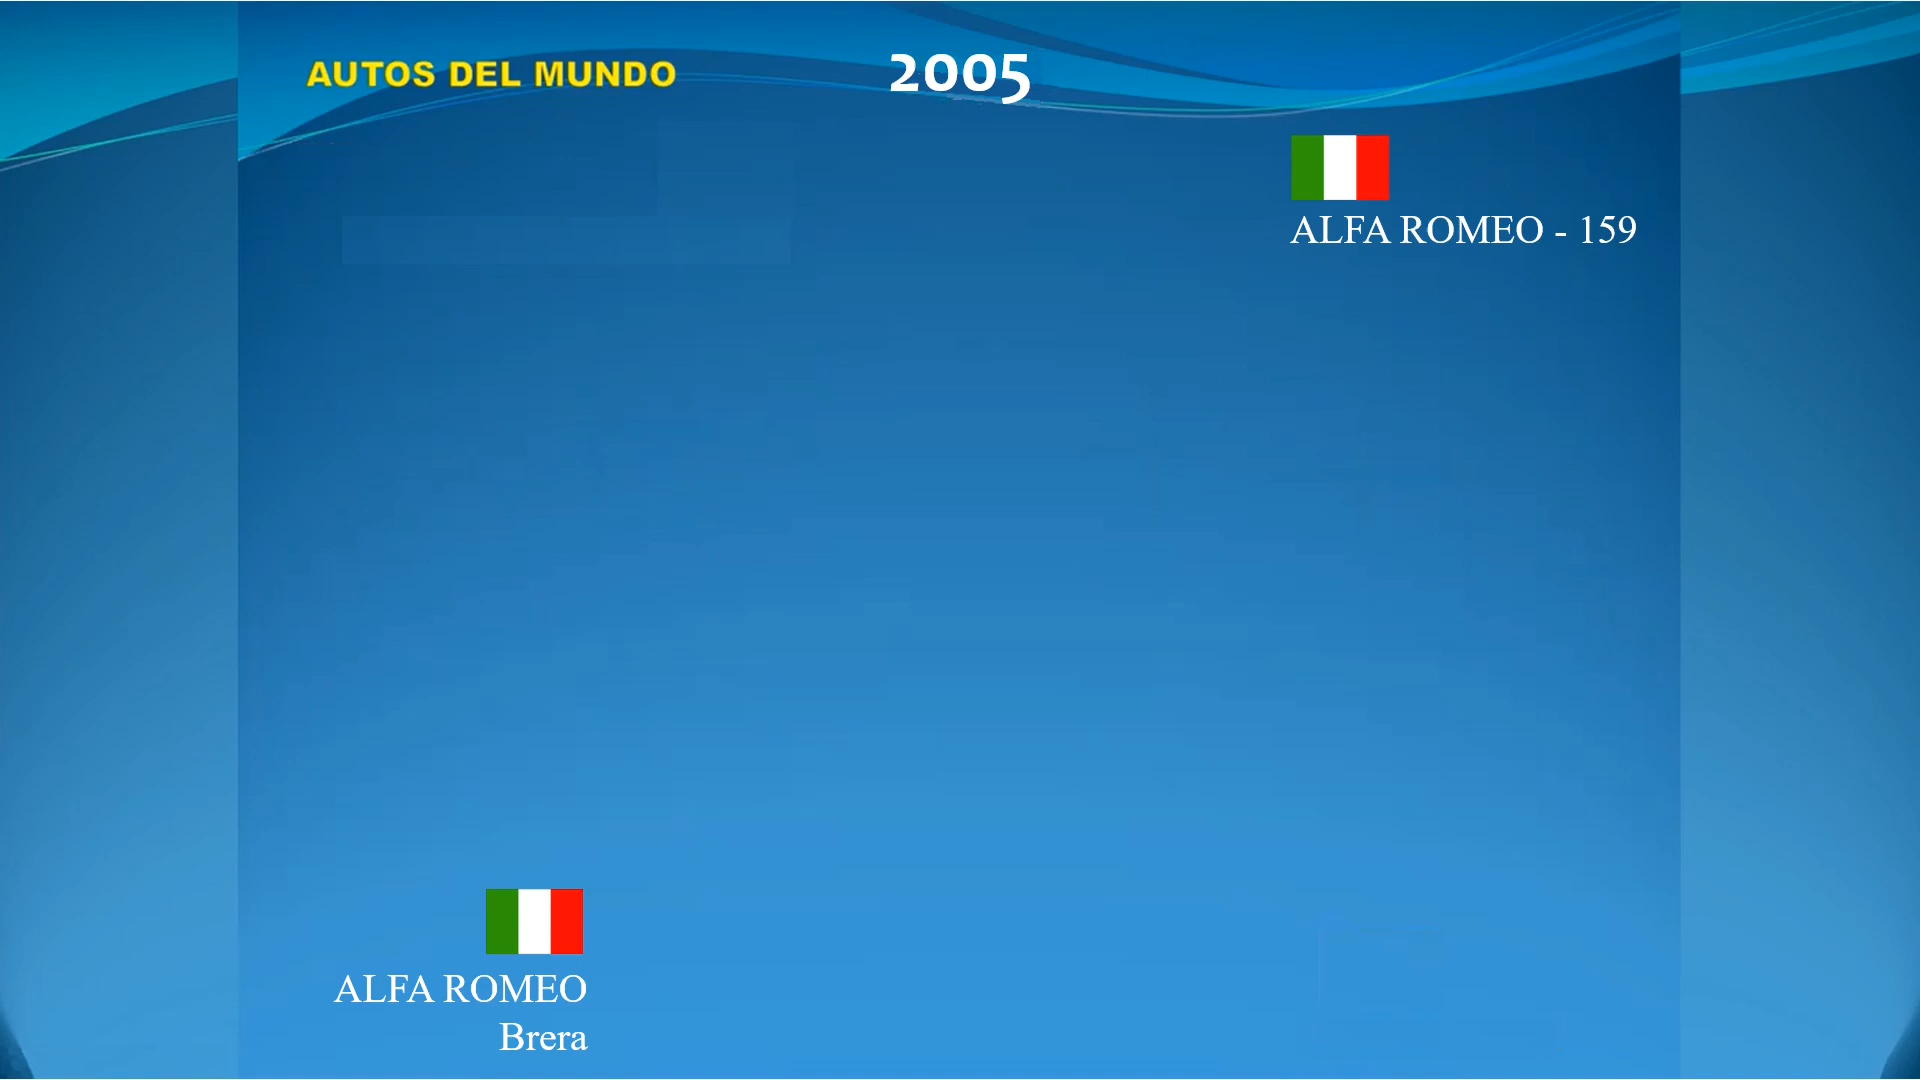 AUTOS DEL MUNDO
2005
ALFA ROMEO - 159
ALFA ROMEO
Brera